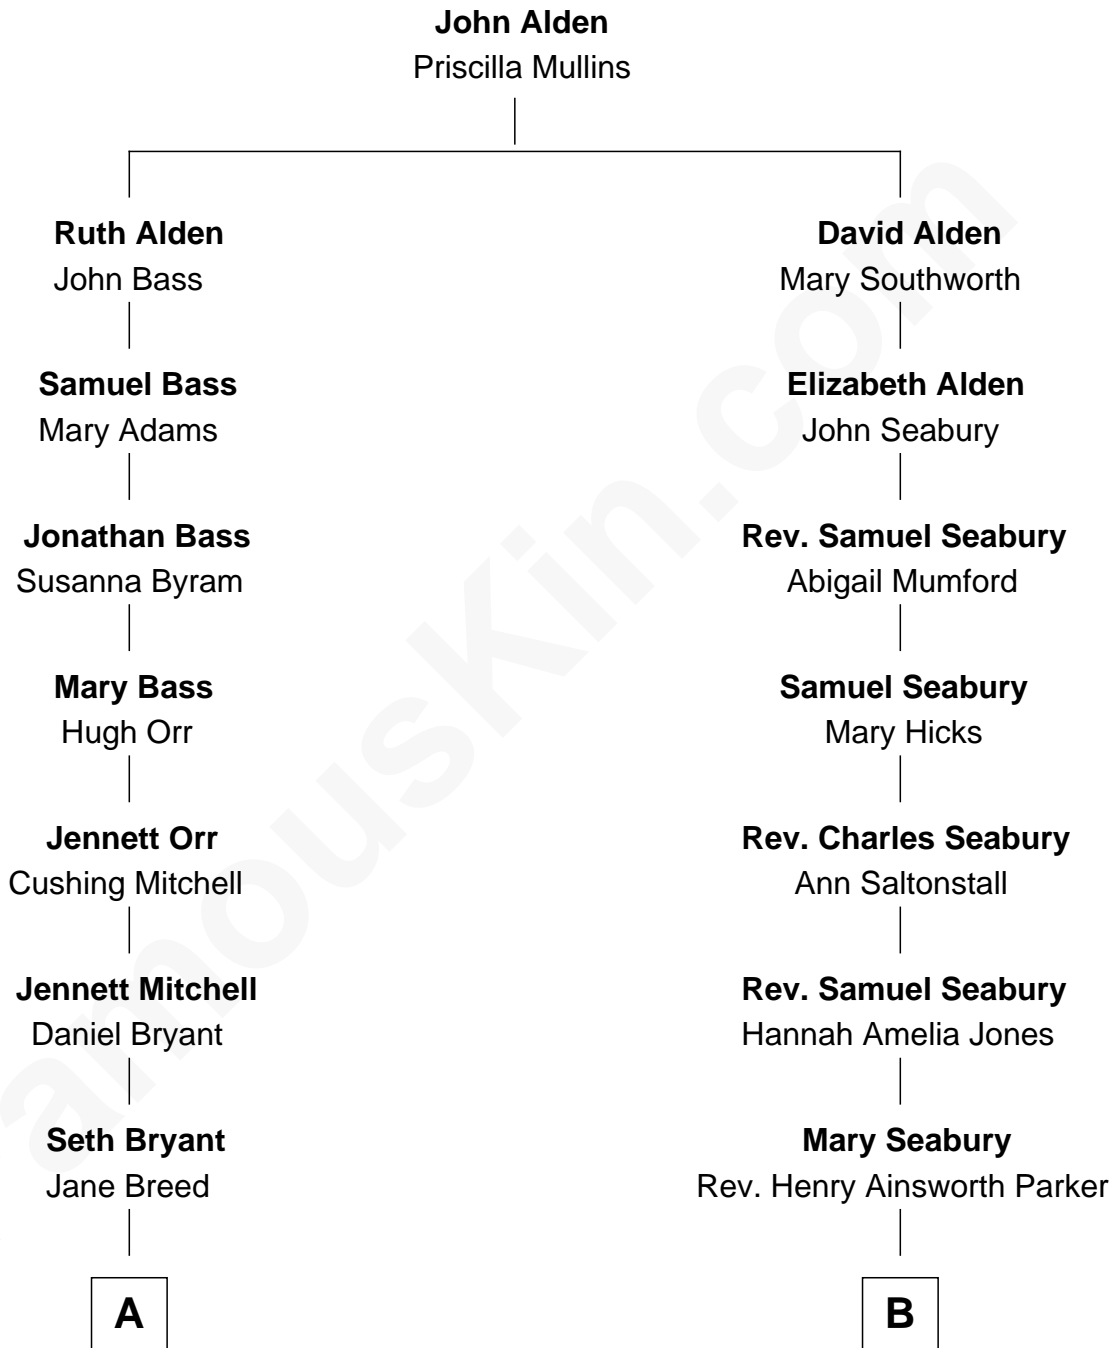 John Alden
Priscilla Mullins
Ruth Alden
John Bass
Samuel Bass
Mary Adams
Jonathan Bass
Susanna Byram
Mary Bass
Hugh Orr
Jennett Orr
Cushing Mitchell
Jennett Mitchell
Daniel Bryant
Seth Bryant
Jane Breed
A
David Alden
Mary Southworth
Elizabeth Alden
John Seabury
Rev. Samuel Seabury
Abigail Mumford
Samuel Seabury
Mary Hicks
Rev. Charles Seabury
Ann Saltonstall
Rev. Samuel Seabury
Hannah Amelia Jones
Mary Seabury
Rev. Henry Ainsworth Parker
B
amousKin.com